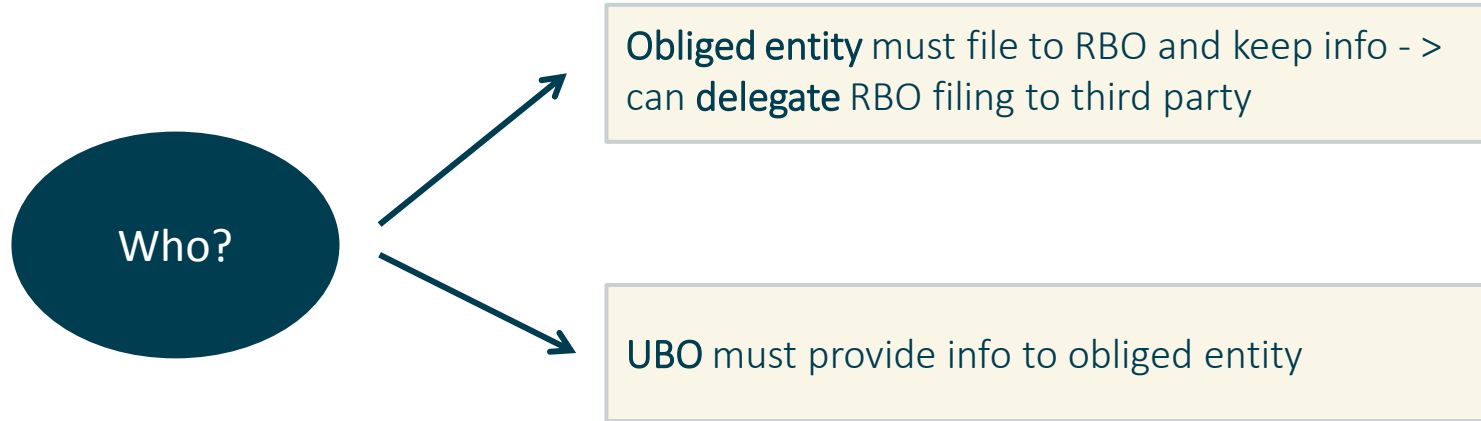 Who?
Obliged entity must file to RBO and keep info - >
can delegate RBO filing to third party
UBO must provide info to obliged entity